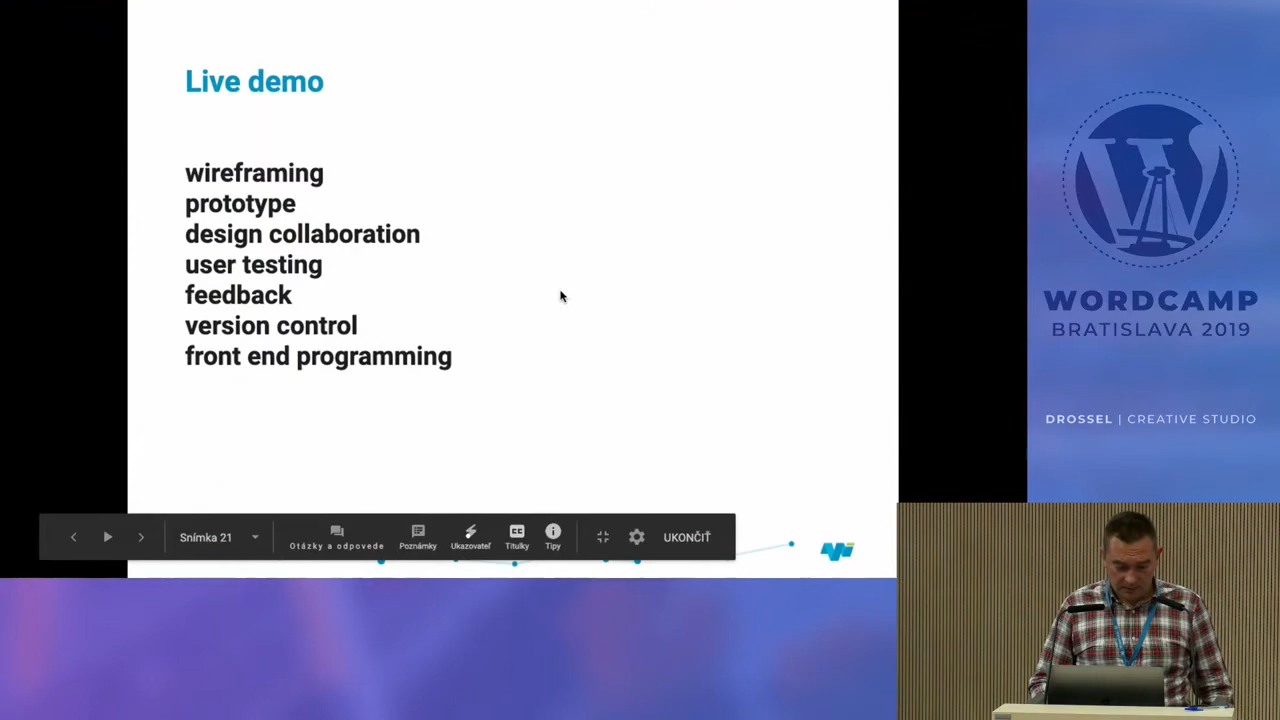 Live demo
wireframing
prototype
design collaboration
user testing
feedback
version control
front end programming
Snímka 21
Otázky a odpovede
Poznámky
Ukazovateľ
Titulky
Tipy
UKONČIŤ
WORDCAMP
BRATISLAVA 2019
DROSSEL | CREATIVE STUDIO